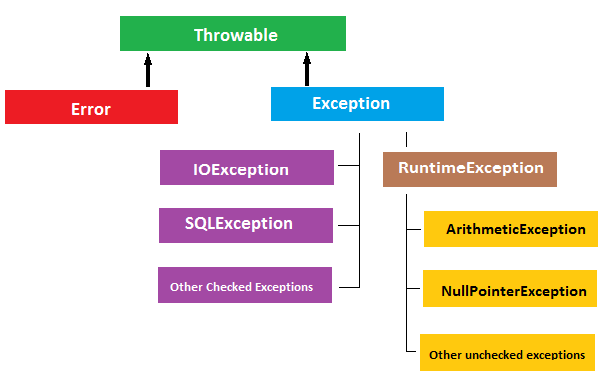 Throwable
Error
Exception
IOException
RuntimeException
SQLException
ArithmeticException
Other Checked Exceptions
NullPointerException
Other unchecked exceptions